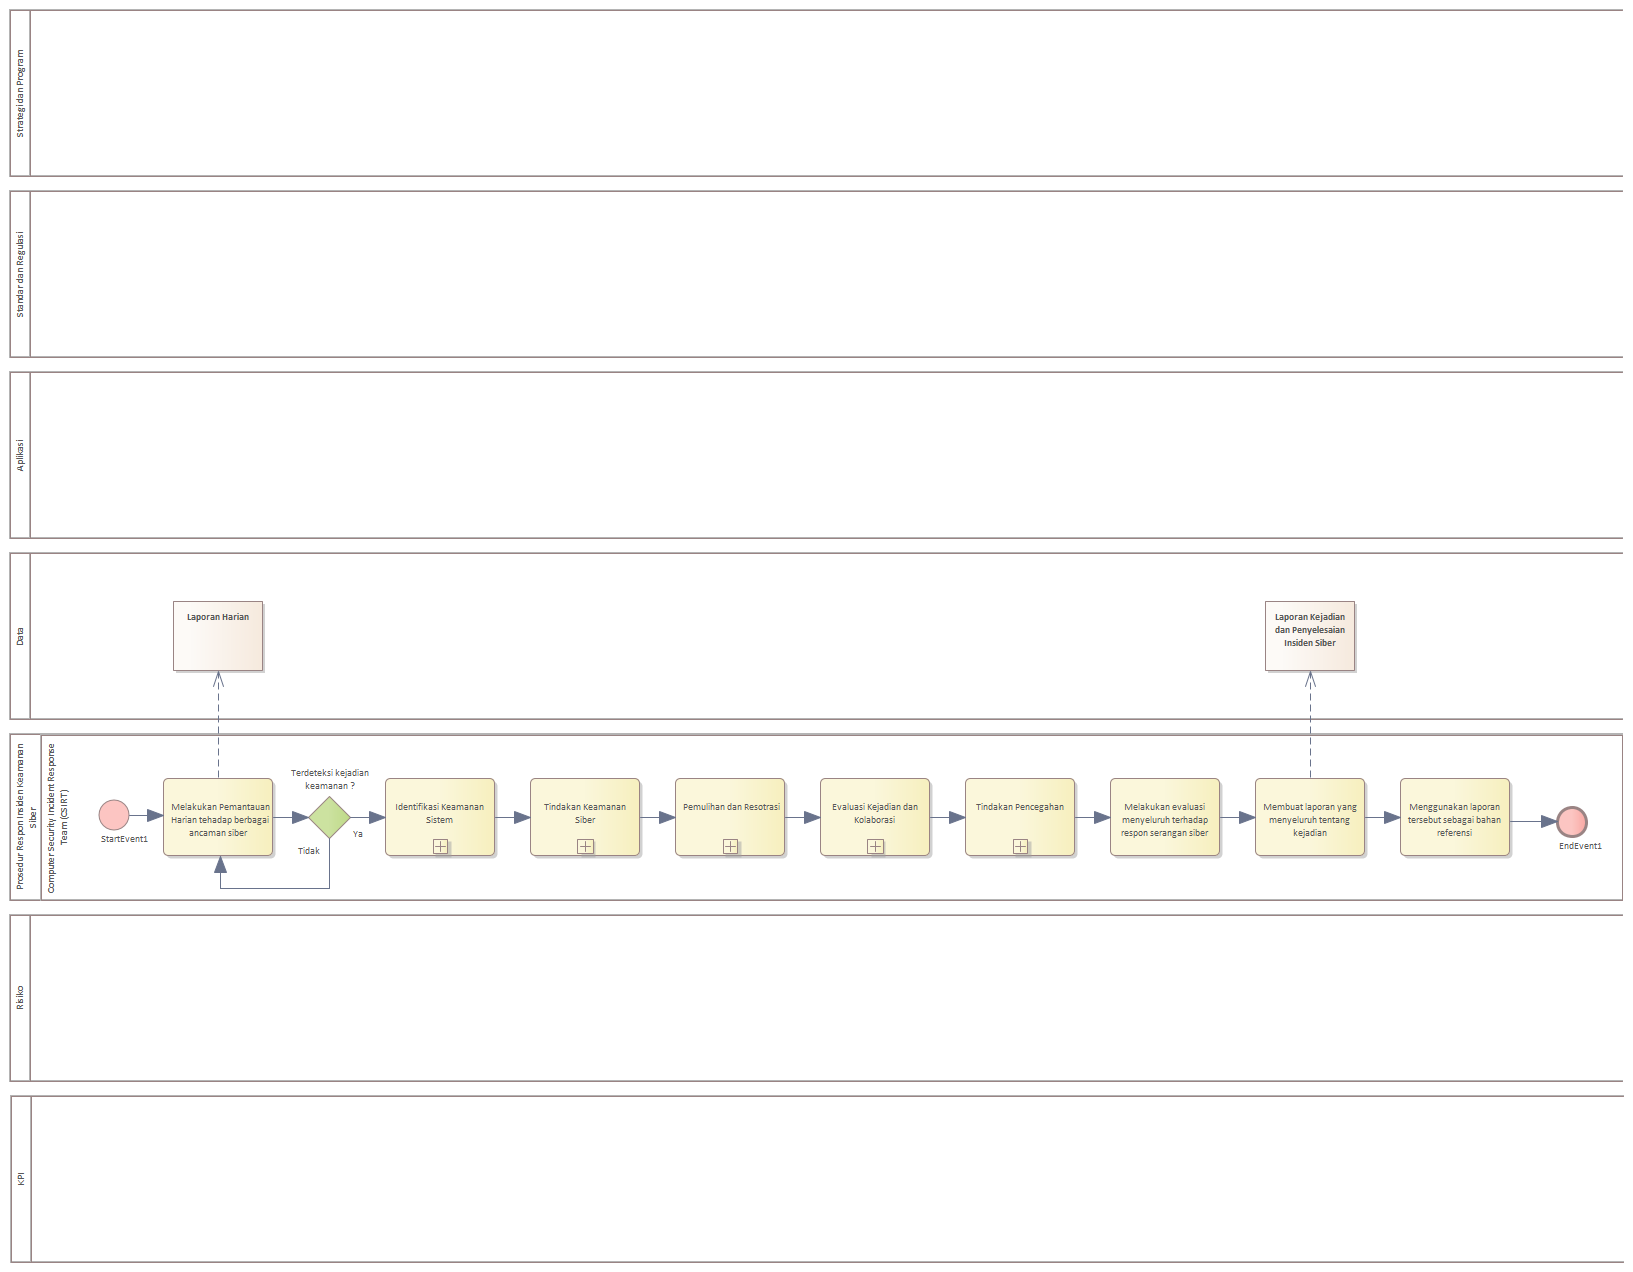 Strategi dan Program
Standar dan Regulasi
Aplikasi
Data
Laporan Harian
Laporan Kejadian
dan Penyelesaian
Insiden Siber
Prosedur Respon Insiden Keamanan
Siber
Computer Security Incident Response
Team (CSIRT)
StartEvent1
Melakukan Pemantauan
Harian tehadap berbagai
ancaman siber
Terdeteksi kejadian
keamanan ?
Ya
Tidak
Identifikasi Keamanan
Sistem
Tindakan Keamanan
Siber
Pemulihan dan Resotrasi
Evaluasi Kejadian dan
Kolaborasi
Tindakan Pencegahan
Melakukan evaluasi
menyeluruh terhadap
respon serangan siber
Membuat laporan yang
menyeluruh tentang
kejadian
Menggunakan laporan
tersebut sebagai bahan
referensi
EndEvent1
Risiko
KPI